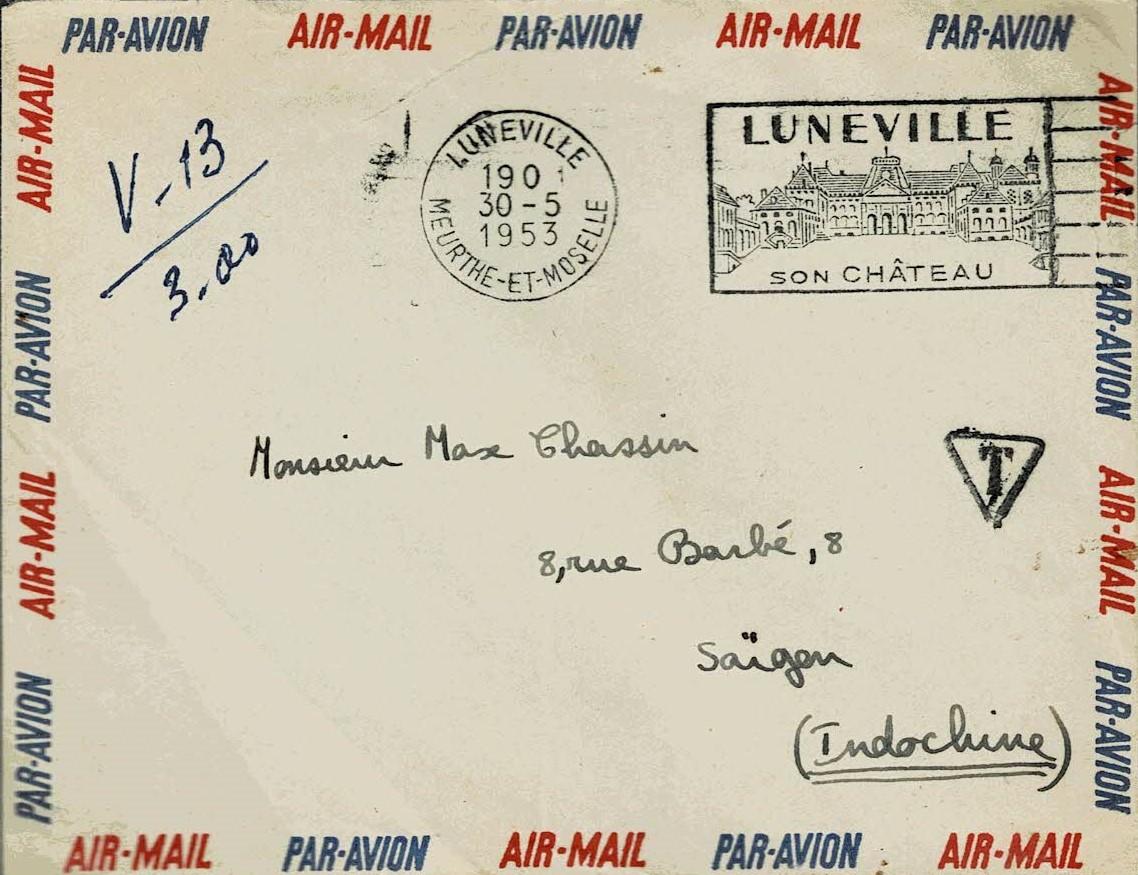 PAR-AVION AIR-MAIL PAR-AVION AIR-MAIL PAR-AVION
AIR-MAIL
PAR-AVION
AIR-MAIL
PAR-AVION
V-13
3.00
LUNEVILLE
190
30-5
1953
MEURTHE-ET-MOSELLE
LUNEVILLE
SON CHÂTEAU
AIR-MAIL
PAR-AVION
AIR-MAIL
PAR-AVION
Monsieur Max Chassin
T
8, rue Barbé, 8
Saïgon
(Indochine)
AIR-MAIL PAR-AVION AIR-MAIL PAR-AVION AIR-MAIL